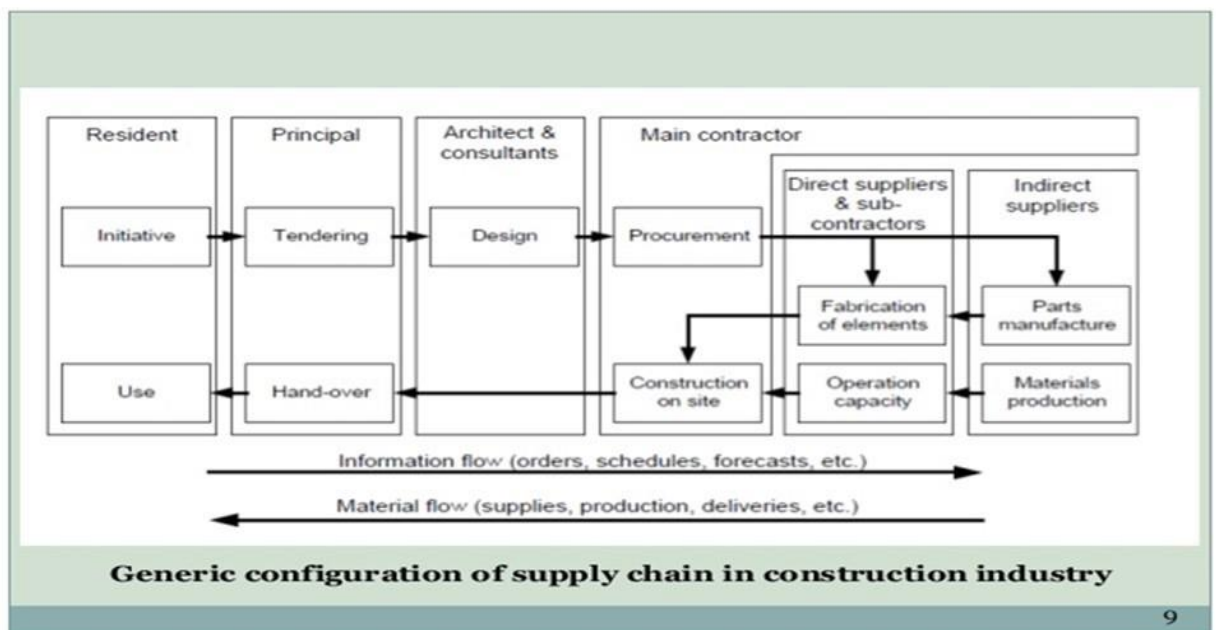 Resident
Principal
Architect &
consultants
Main contractor
Direct suppliers
& sub-
contractors
Indirect
suppliers
Initiative
Tendering
Design
Procurement
Fabrication
of elements
Parts
manufacture
Use
Hand-over
Construction
on site
Operation
capacity
Materials
production
Information flow (orders, schedules, forecasts, etc.)
Material flow (supplies, production, deliveries, etc.)
Generic configuration of supply chain in construction industry
9